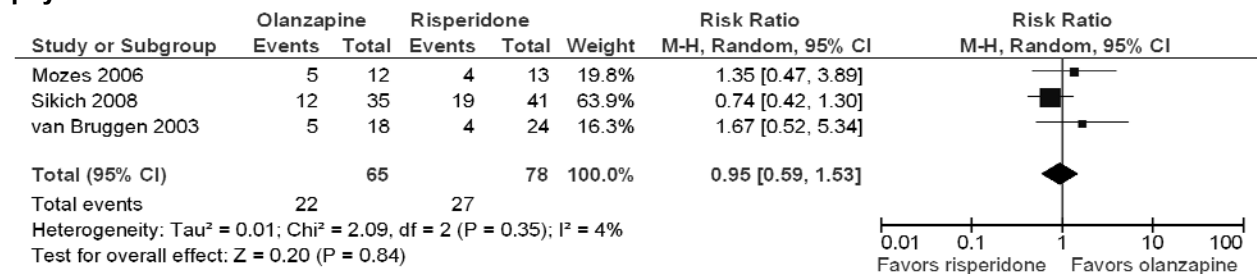 Olanzapine Risperidone Risk Ratio Risk Ratio
Study or Subgroup Events Total Events Total Weight M-H, Random, 95% CI M-H, Random, 95% CI
Mozes 2006 5 12 4 13 19.8% 1.35 [0.47, 3.89]
Sikich 2008 12 35 19 41 63.9% 0.74 [0.42, 1.30]
van Bruggen 2003 5 18 4 24 16.3% 1.67 [0.52, 5.34]
Total (95% CI) 65 78 100.0% 0.95 [0.59, 1.53]
Total events 22 27
Heterogeneity: Tau² = 0.01; Chi² = 2.09, df = 2 (P = 0.35); I² = 4%
Test for overall effect: Z = 0.20 (P = 0.84)
0.01 0.1 1 10 100
Favors risperidone Favors olanzapine